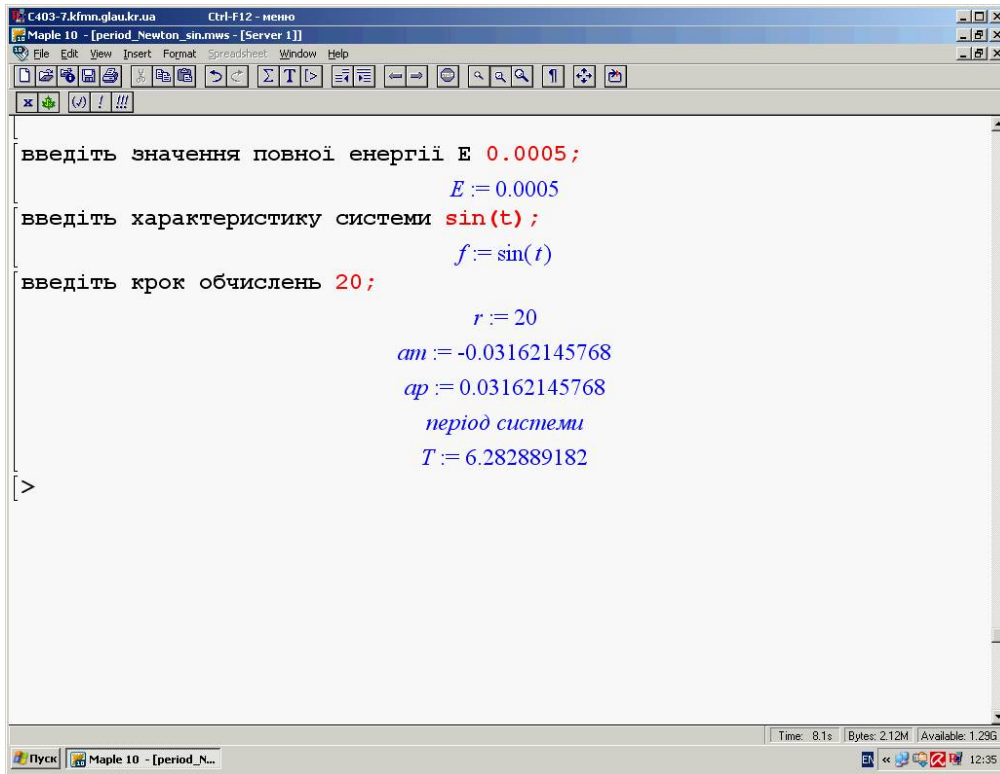 C403-7.kfmn.glau.kr.ua Ctrl-F12 - меню
Maple 10 - [period_Newton_sin.mws - [Server 1]]
File Edit View Insert Format Spreadsheet Window Help
введіть значення повної енергії E 0.0005;
E := 0.0005
введіть характеристику системи sin(t);
f := sin( t )
введіть крок обчислень 20;
r := 20
am := -0.03162145768
ap := 0.03162145768
період системи
T := 6.282889182
>
Time: 8.1s Bytes: 2.12M Available: 1.29G
Пуск Maple 10 - [period_N... EN « 12:35